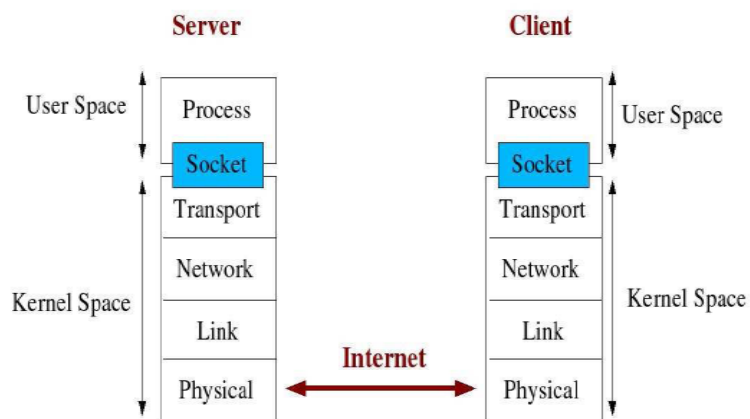 Server
Client
User Space
Process
Process
User Space
Socket
Socket
Transport
Transport
Network
Network
Kernel Space
Kernel Space
Link
Link
Internet
Physical
Physical